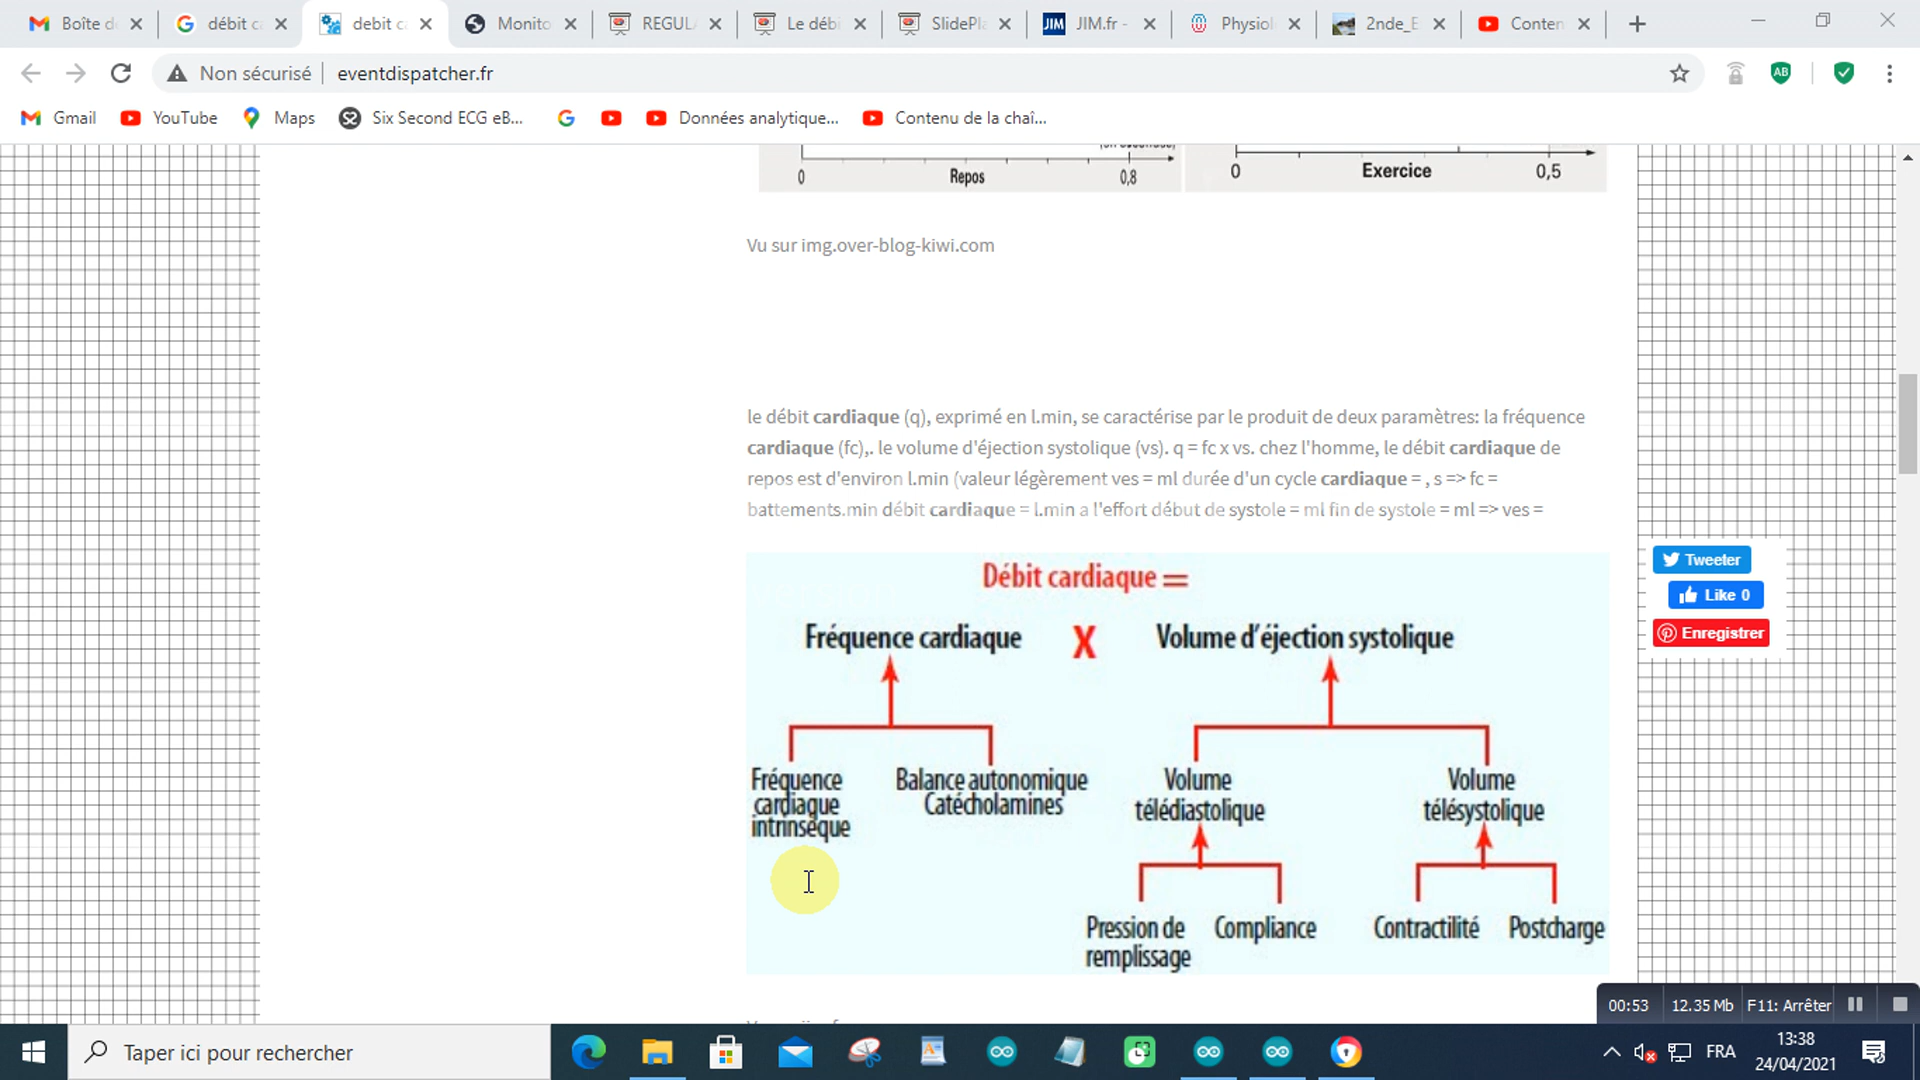 Boîte d
débit ca
debit ca
Monito
REGULA
Le débi
SlidePla
JIM.fr -
Physiol
2nde_E
Conten
Non sécurisé
eventdispatcher.fr
AB
Gmail
YouTube
Maps
Six Second ECG eB...
Données analytique...
Contenu de la chaî...
0
Repos
0,8
0
Exercice
0,5
Vu sur img.over-blog-kiwi.com
le débit cardiaque (q), exprimé en l.min, se caractérise par le produit de deux paramètres: la fréquence
cardiaque (fc),. le volume d'éjection systolique (vs). q = fc x vs. chez l'homme, le débit cardiaque de
repos est d'environ l.min (valeur légèrement ves = ml durée d'un cycle cardiaque = , s => fc =
battements.min débit cardiaque = l.min a l'effort début de systole = ml fin de systole = ml => ves =
Débit cardiaque =
Fréquence cardiaque
X
Volume d'éjection systolique
Fréquence
cardiaque
intrinsèque
Balance autonomique
Catécholamines
Volume
télédiastolique
Volume
télésystolique
Pression de
remplissage
Compliance
Contractilité
Postcharge
Tweeter
Like 0
Enregistrer
00:53
12.35 Mb
F11: Arrêter
Taper ici pour rechercher
FRA
13:38
24/04/2021